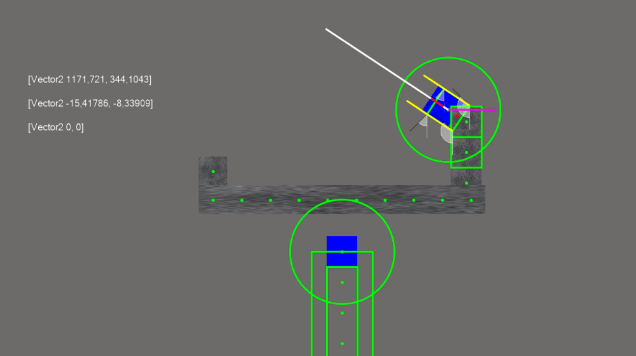 [Vector2 1171,721, 344,1043]
[Vector2 -15,41786, -8,33909]
[Vector2 0, 0]